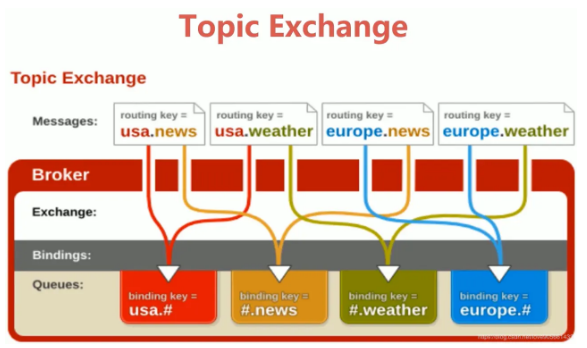 Topic Exchange
Topic Exchange
Messages:
routing key =
usa.news
routing key =
usa.weather
routing key =
europe.news
routing key =
europe.weather
Broker
Exchange:
Bindings:
Queues:
binding key =
usa.#
binding key =
#.news
binding key =
#.weather
binding key =
europe.#